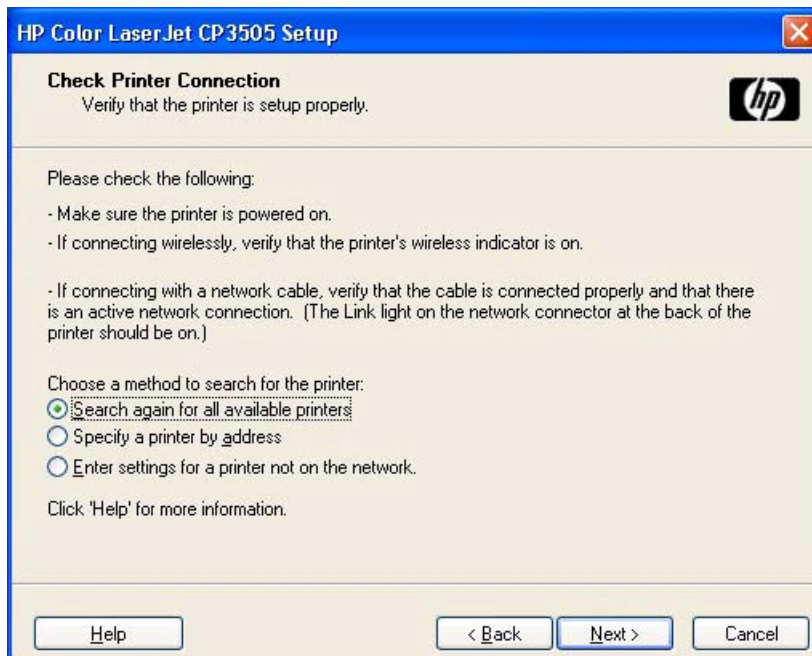 HP Color LaserJet CP3505 Setup
Check Printer Connection
Verify that the printer is setup properly.
hp
Please check the following:
- Make sure the printer is powered on.
- If connecting wirelessly, verify that the printer's wireless indicator is on.
- If connecting with a network cable, verify that the cable is connected properly and that there
is an active network connection. (The Link light on the network connector at the back of the
printer should be on.)
Choose a method to search for the printer:
Search again for all available printers
Specify a printer by address
Enter settings for a printer not on the network.
Click 'Help' for more information.
Help
< Back
Next >
Cancel